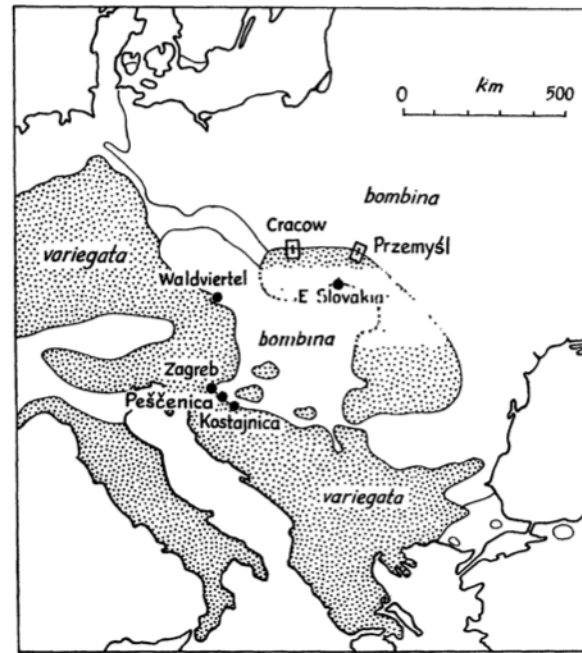 0 km 500
bombina
Cracow
Przemyśl
variegata
Waldviertel
E Slovakia
bombina
Zagreb
Peščenica
Kostajnica
variegata